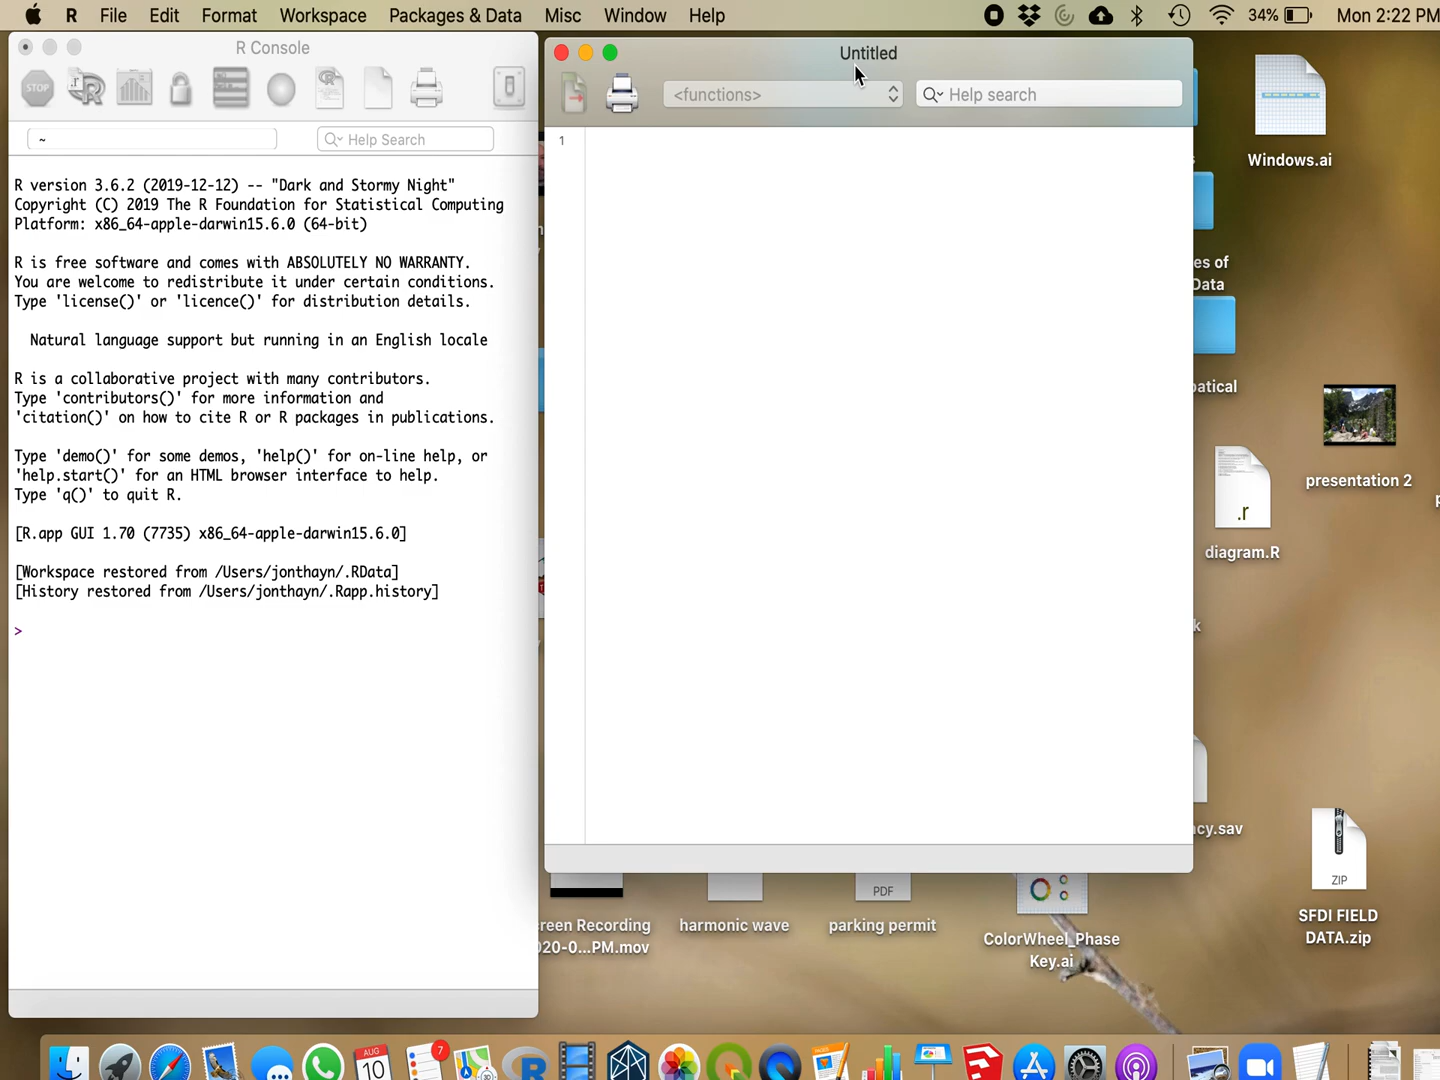 R File Edit Format Workspace Packages & Data Misc Window Help 34% Mon 2:22 PM
R Console
STOP
~
Help Search
R version 3.6.2 (2019-12-12) -- "Dark and Stormy Night"
Copyright (C) 2019 The R Foundation for Statistical Computing
Platform: x86_64-apple-darwin15.6.0 (64-bit)
R is free software and comes with ABSOLUTELY NO WARRANTY.
You are welcome to redistribute it under certain conditions.
Type 'license()' or 'licence()' for distribution details.
Natural language support but running in an English locale
R is a collaborative project with many contributors.
Type 'contributors()' for more information and
'citation()' on how to cite R or R packages in publications.
Type 'demo()' for some demos, 'help()' for on-line help, or
'help.start()' for an HTML browser interface to help.
Type 'q()' to quit R.
[R.app GUI 1.70 (7735) x86_64-apple-darwin15.6.0]
[Workspace restored from /Users/jonthayn/.RData]
[History restored from /Users/jonthayn/.Rapp.history]
>
Untitled
<functions>
Help search
1
Windows.ai
es of
Data
patical
presentation 2
.r
diagram.R
k
cy.sav
ZIP
SFDI FIELD
DATA.zip
reen Recording
020-0...PM.mov
harmonic wave
PDF
parking permit
ColorWheel_Phase
Key.ai
AUG
10
7